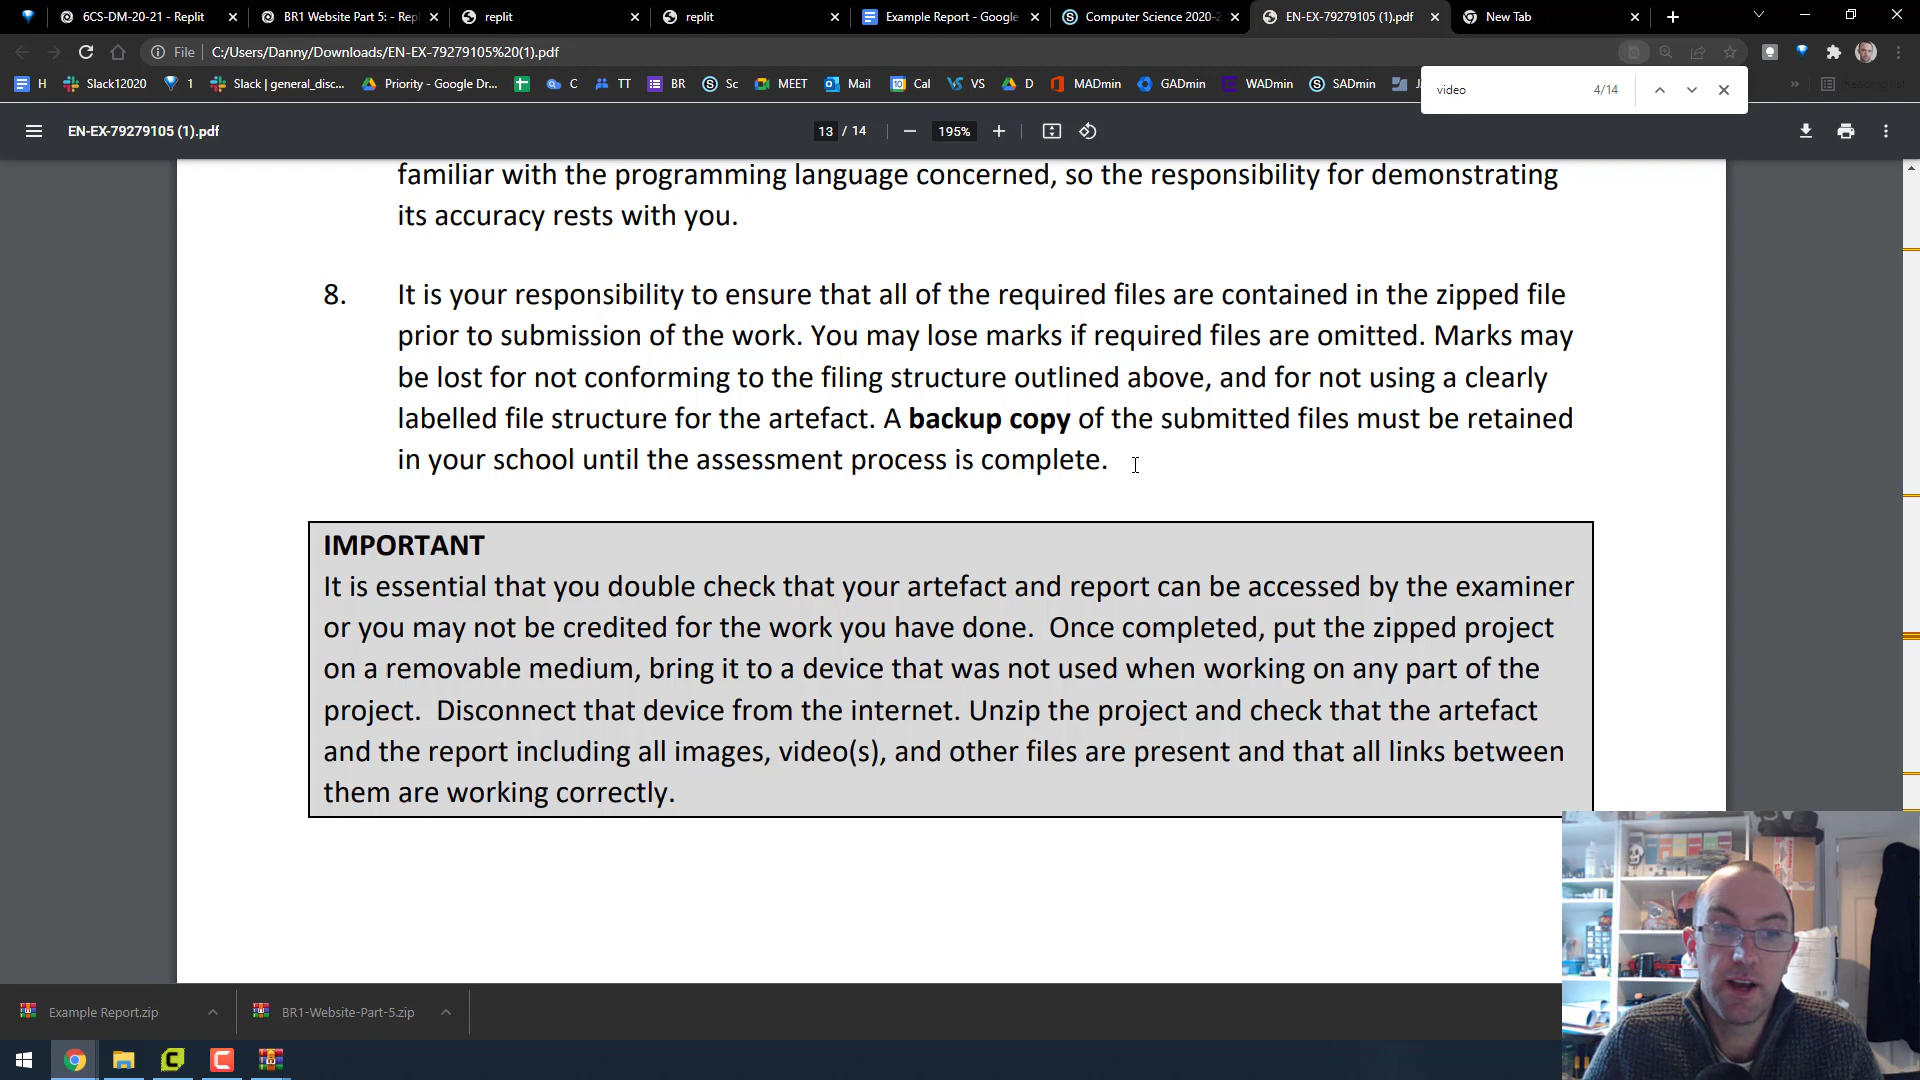 6CS-DM-20-21 - Replit
BR1 Website Part 5: - Repl
replit
replit
Example Report - Google
Computer Science 2020-2
EN-EX-79279105 (1).pdf
New Tab
File
C:/Users/Danny/Downloads/EN-EX-79279105%20(1).pdf
H
Slack12020
1
Slack | general_disc...
Priority - Google Dr...
C
TT
BR
Sc
MEET
Mail
Cal
VS
D
MAdmin
GAdmin
WAdmin
SAdmin
Reading list
video
4/14
EN-EX-79279105 (1).pdf
13 / 14
195%
familiar with the programming language concerned, so the responsibility for demonstrating
its accuracy rests with you.
8. It is your responsibility to ensure that all of the required files are contained in the zipped file
prior to submission of the work. You may lose marks if required files are omitted. Marks may
be lost for not conforming to the filing structure outlined above, and for not using a clearly
labelled file structure for the artefact. A backup copy of the submitted files must be retained
in your school until the assessment process is complete.
IMPORTANT
It is essential that you double check that your artefact and report can be accessed by the examiner
or you may not be credited for the work you have done. Once completed, put the zipped project
on a removable medium, bring it to a device that was not used when working on any part of the
project. Disconnect that device from the internet. Unzip the project and check that the artefact
and the report including all images, video(s), and other files are present and that all links between
them are working correctly.
Example Report.zip
BR1-Website-Part-5.zip